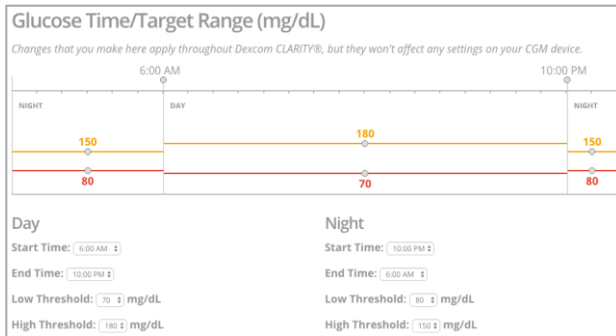 Glucose Time/Target Range (mg/dL)
Changes that you make here apply throughout Dexcom CLARITY®, but they won't affect any settings on your CGM device.
6:00 AM 10:00 PM
NIGHT DAY NIGHT
180
150 150
80 70 80
Day Night
Start Time: 6:00 AM Start Time: 10:00 PM
End Time: 10:00 PM End Time: 6:00 AM
Low Threshold: 70 mg/dL Low Threshold: 80 mg/dL
High Threshold: 180 mg/dL High Threshold: 150 mg/dL